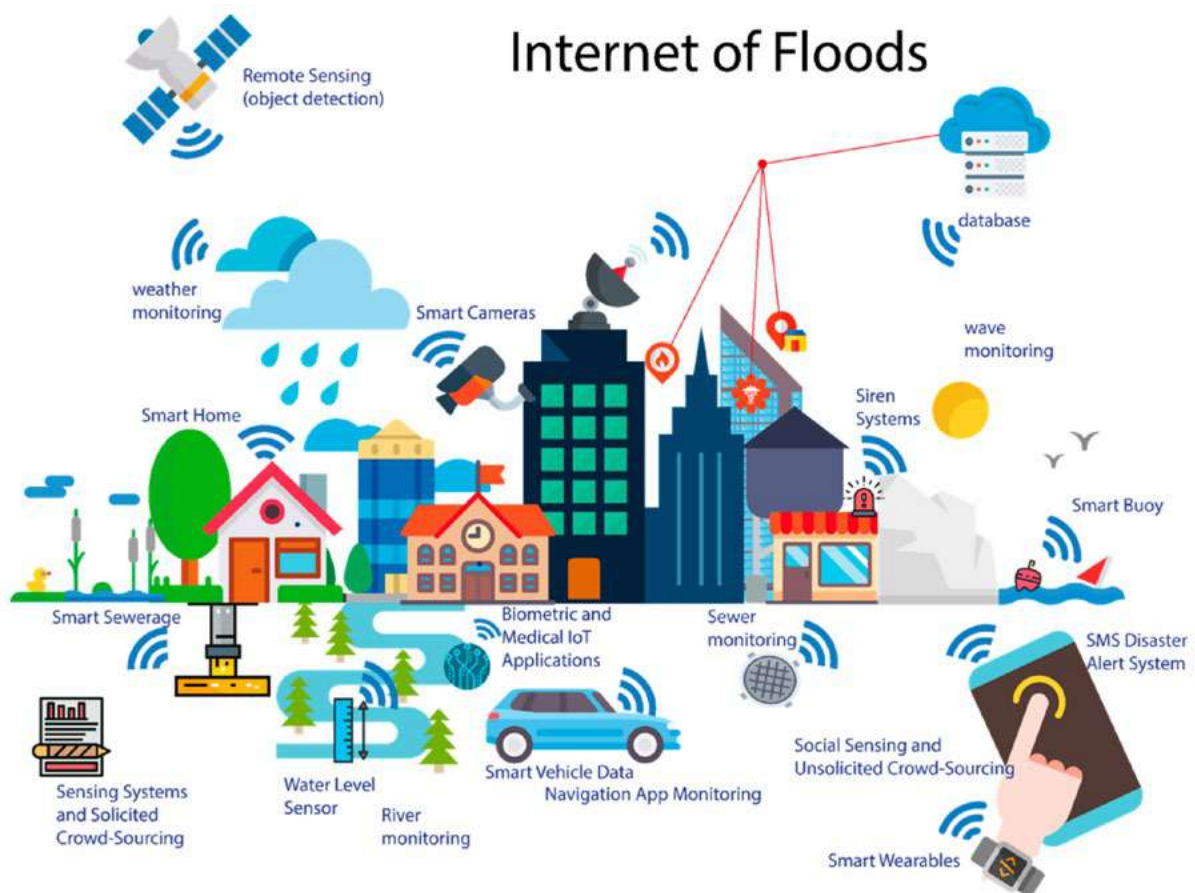 Internet of Floods
Remote Sensing
(object detection)
database
weather
monitoring
Smart Cameras
wave
monitoring
Smart Home
Siren
Systems
Smart Buoy
Smart Sewerage
Biometric and
Medical IoT
Applications
Sewer
monitoring
SMS Disaster
Alert System
Sensing Systems
and Solicited
Crowd-Sourcing
Water Level
Sensor
River
monitoring
Smart Vehicle Data
Navigation App Monitoring
Social Sensing and
Unsolicited Crowd-Sourcing
Smart Wearables